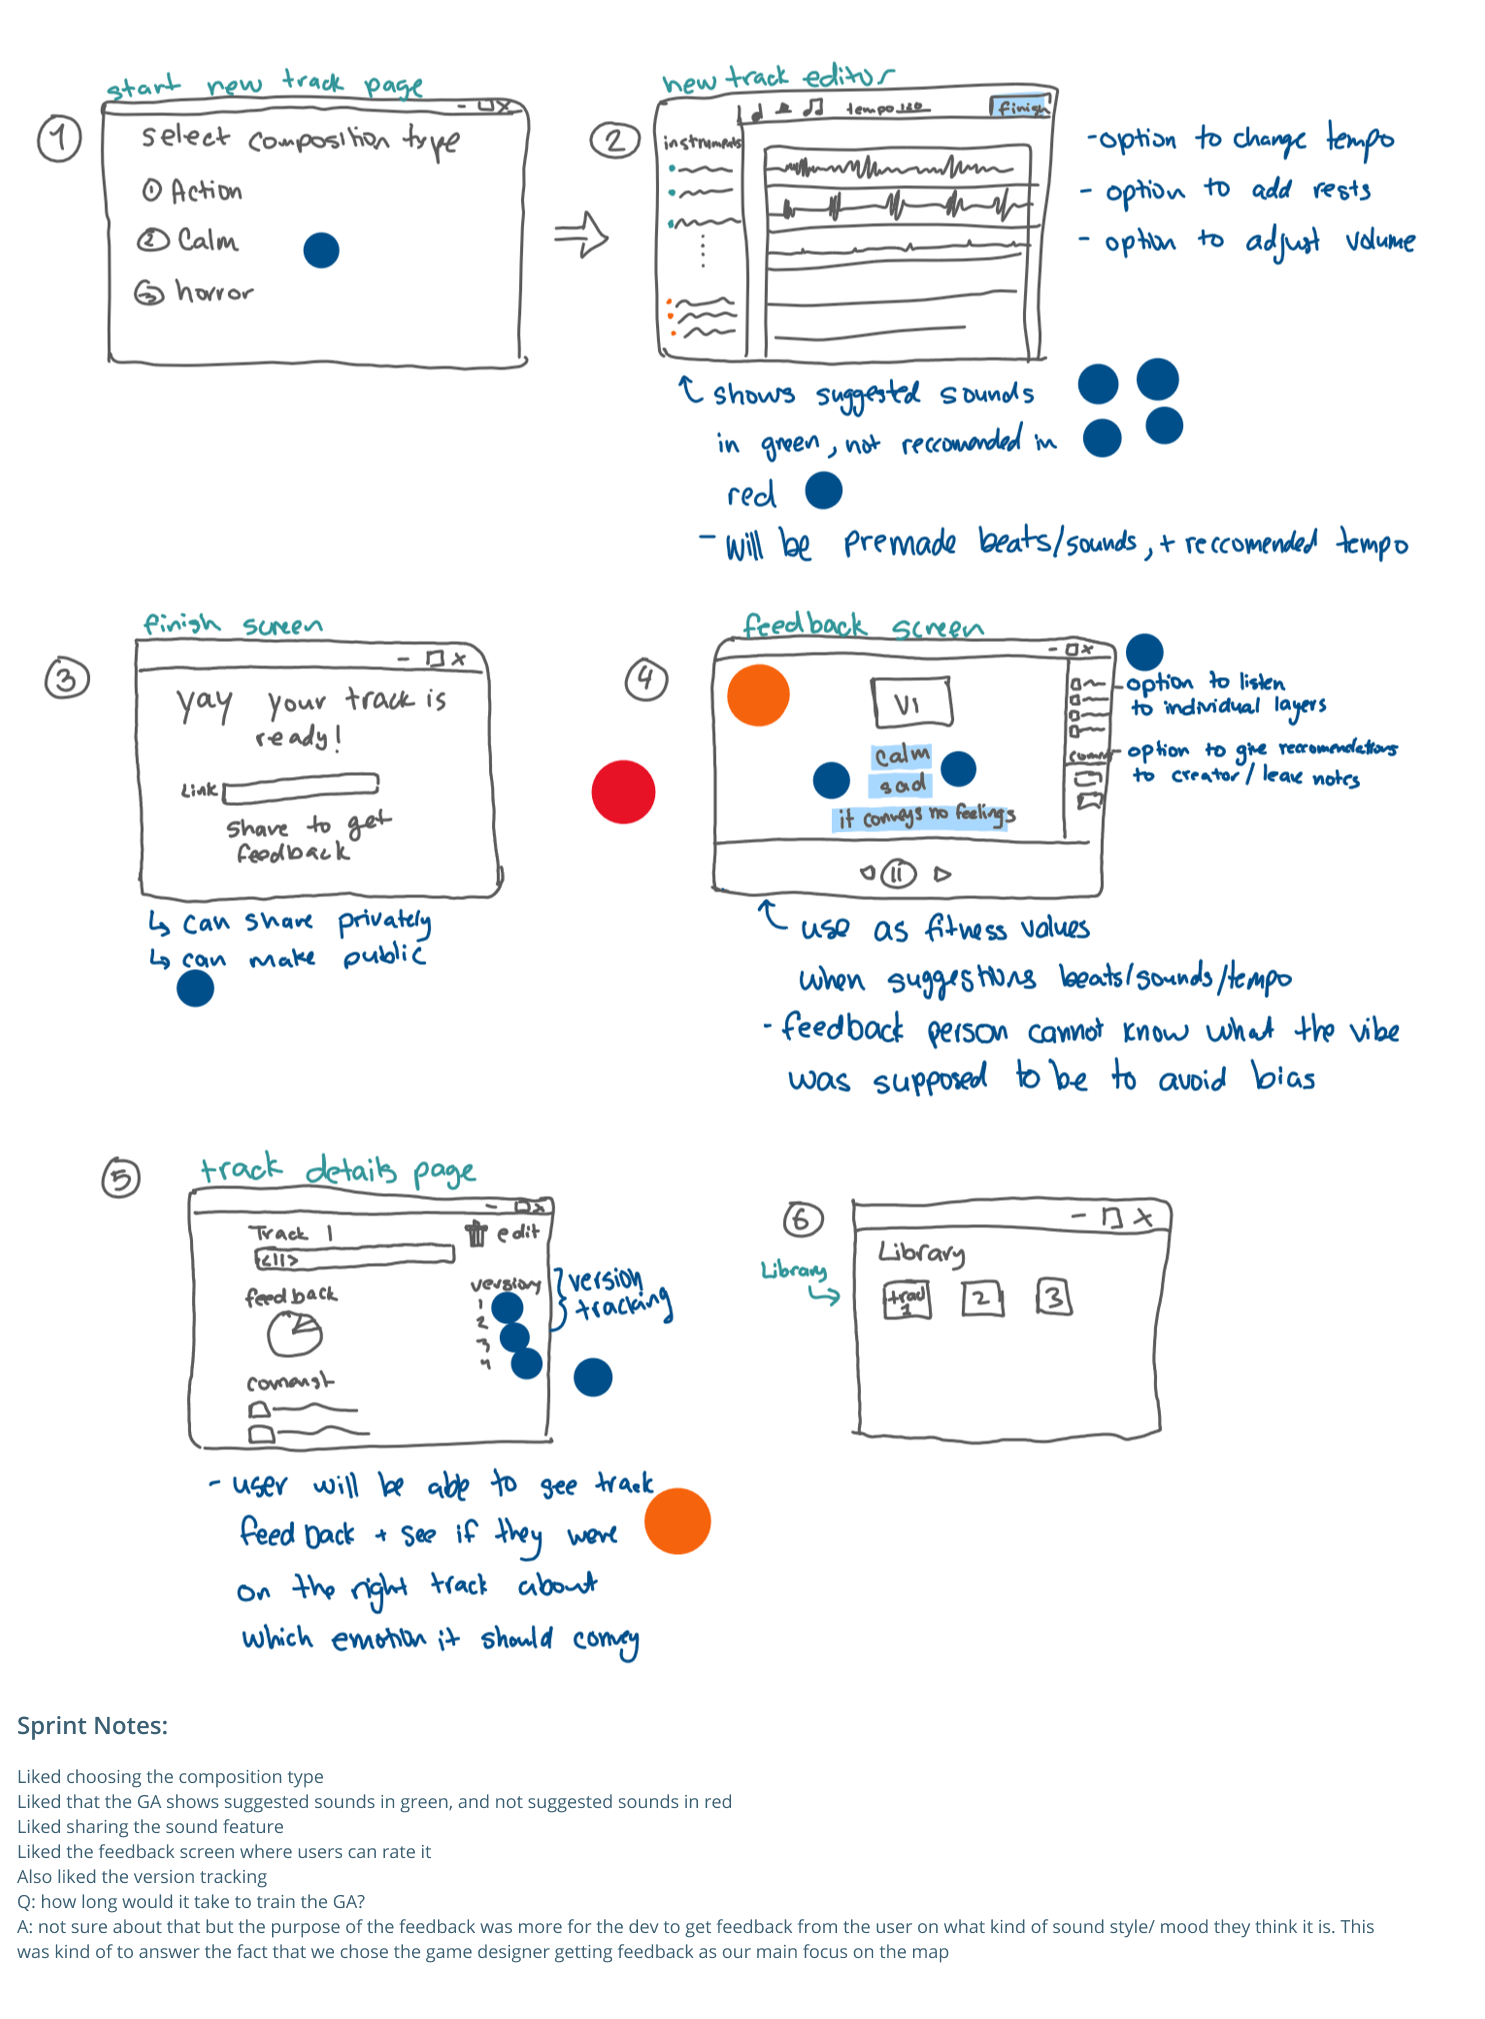 start new track page
1
select composition type
1 Action
2 Calm
3 horror
new track editor
2
tempo 120
finish
instruments
- option to change tempo
- option to add rests
- option to adjust volume
shows suggested sounds
in green, not reccomended in
red
- will be premade beats/sounds, + reccomended tempo
finish screen
3
yay your track is
ready!
Link
share to get
feedback
↳ can share privately
↳ can make public
feedback screen
4
V1
calm
sad
it conveys no feelings
- option to listen
to individual layers
- option to give recromendations
to creator/leave notes
use as fitness values
when suggestions beats/sounds/tempo
- feedback person cannot know what the vibe
was supposed to be to avoid bias
5
track details page
Track 1
edit
<11>
feedback
version
1
2
3
4
version
tracking
- user will be able to see track
feedback + see if they were
on the right track about
which emotion it should convey
6
Library
Library
track
1
2
3
Sprint Notes:
Liked choosing the composition type
Liked that the GA shows suggested sounds in green, and not suggested sounds in red
Liked sharing the sound feature
Liked the feedback screen where users can rate it
Also liked the version tracking
Q: how long would it take to train the GA?
A: not sure about that but the purpose of the feedback was more for the dev to get feedback from the user on what kind of sound style/ mood they think it is. This
was kind of to answer the fact that we chose the game designer getting feedback as our main focus on the map